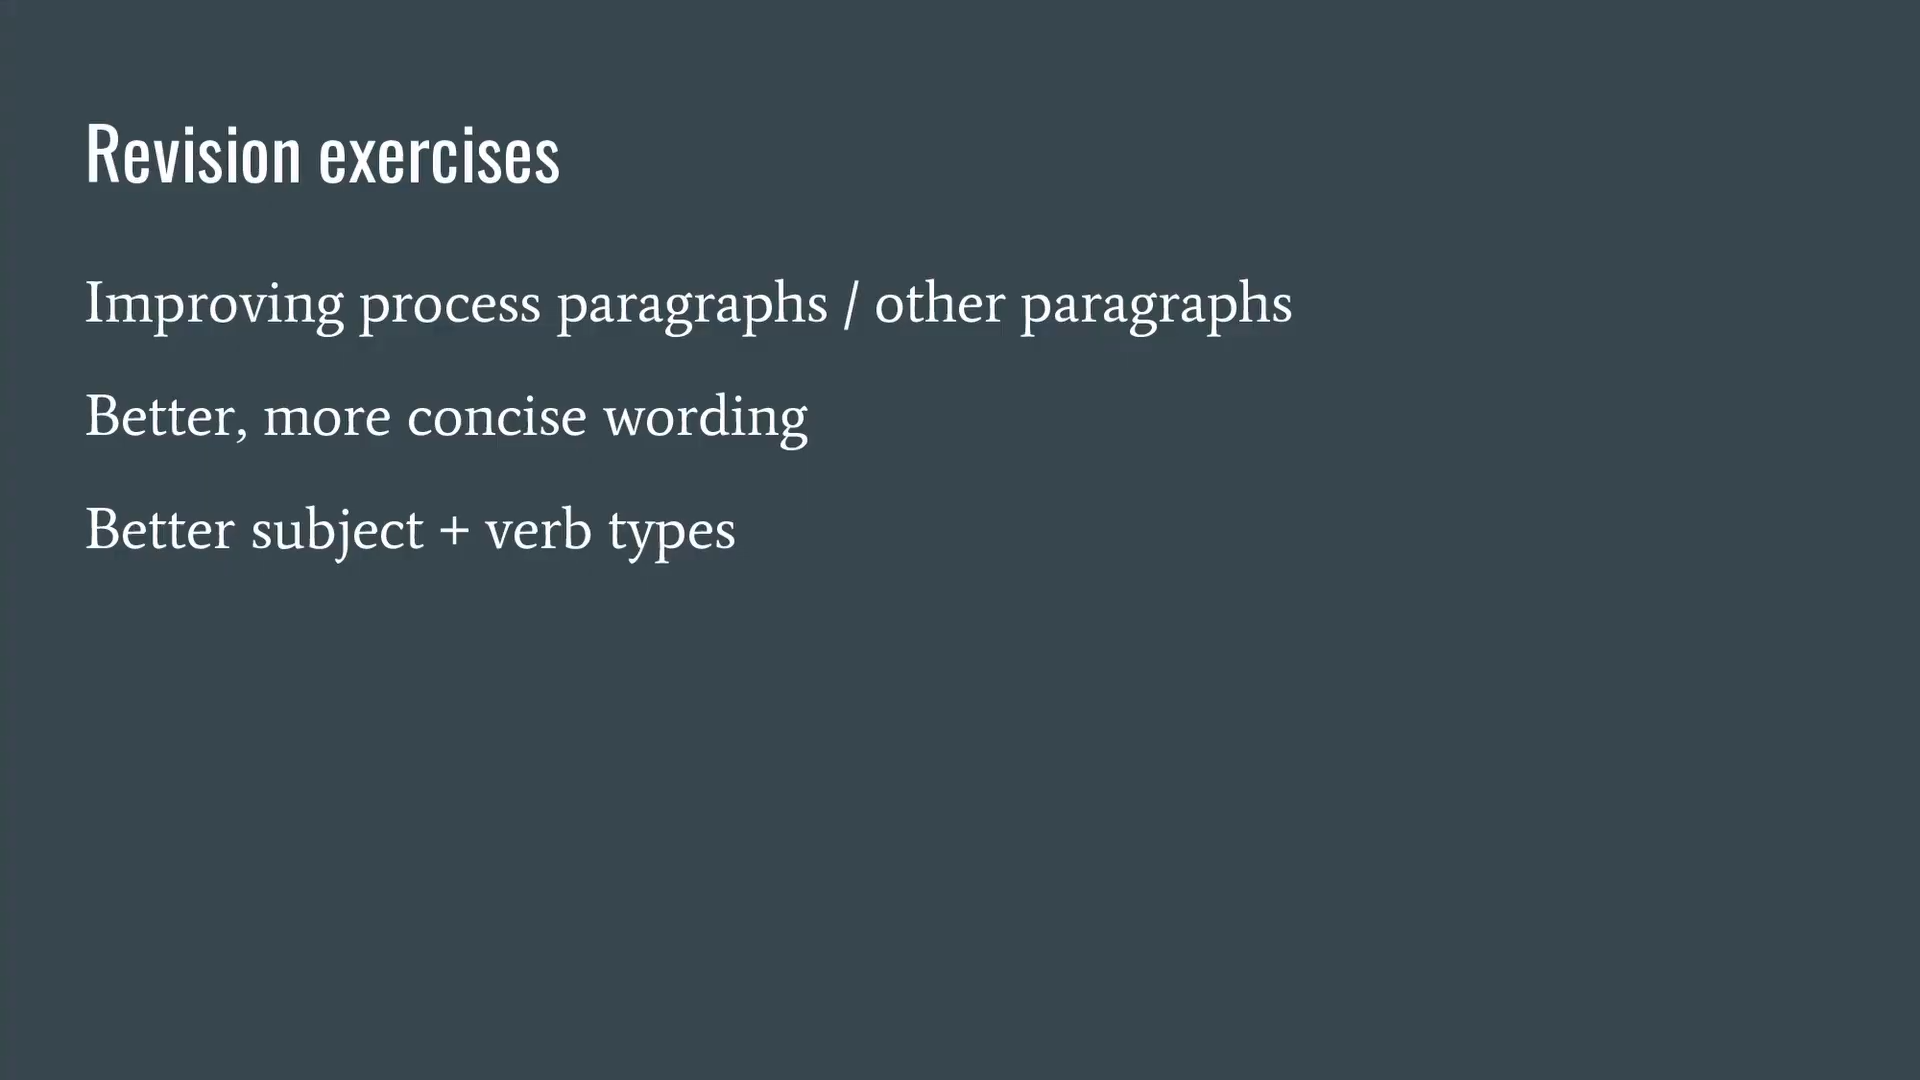 Revision exercises
Improving process paragraphs / other paragraphs
Better, more concise wording
Better subject + verb types